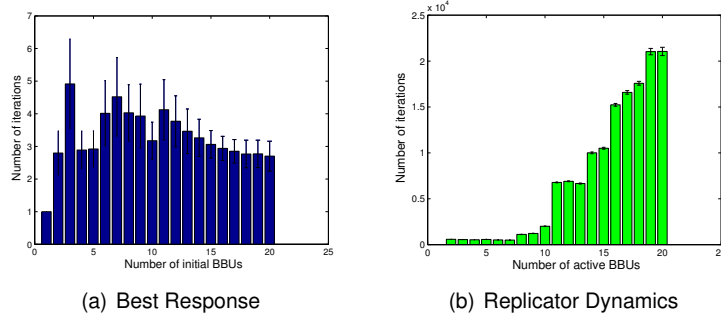 7
6
5
4
3
2
1
0
0 5 10 15 20 25
Number of iterations
Number of initial BBUs
(a) Best Response
x 10⁴
2.5
2
1.5
1
0.5
0
0 5 10 15 20
Number of iterations
Number of active BBUs
(b) Replicator Dynamics